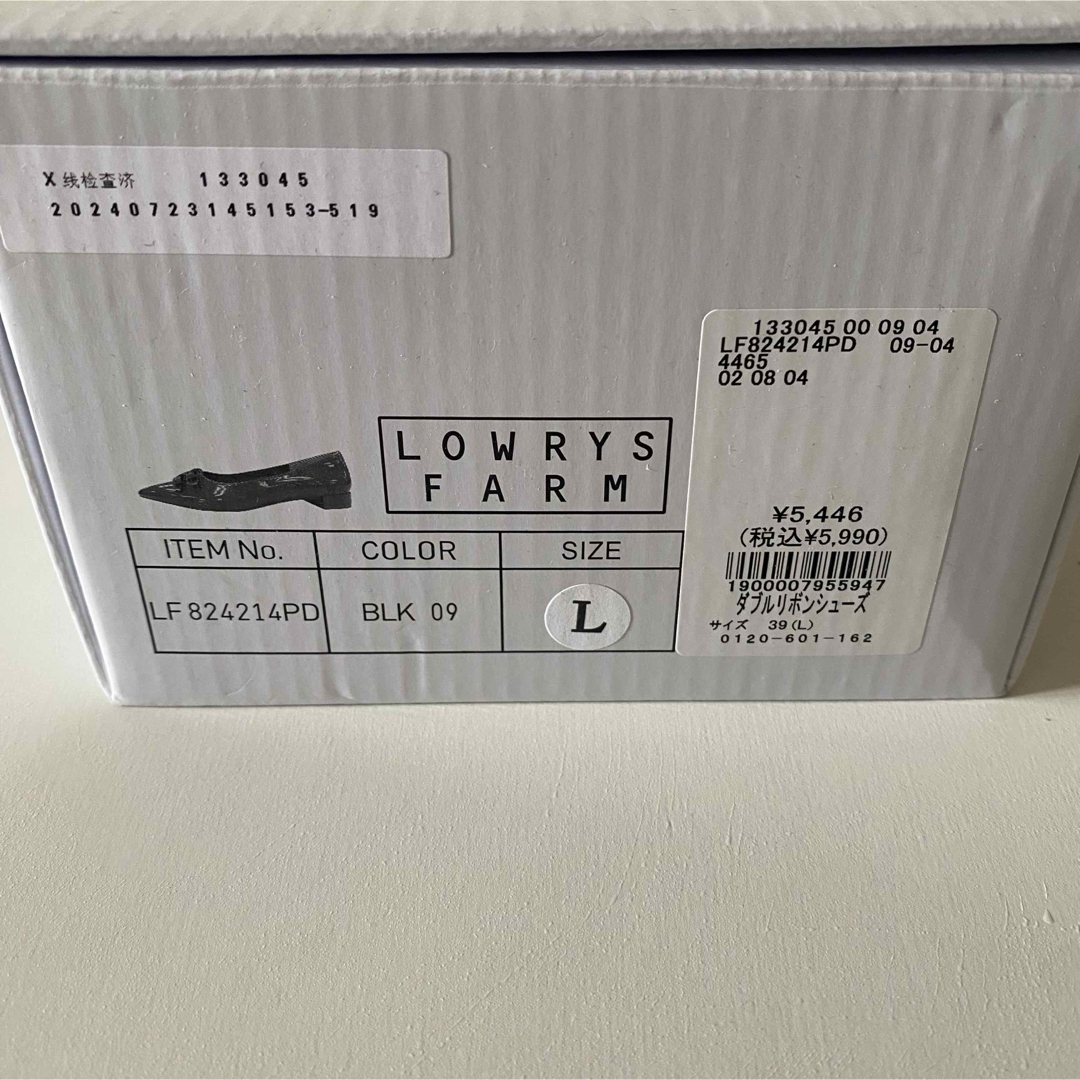 X线检查济 133045
20240723145153-519
LOWRYS
FARM
ITEM No. COLOR SIZE
LF824214PD BLK 09 L
133045 00 09 04
LF824214PD 09-04
4465
02 08 04
¥5,446
(税込¥5,990)
1900007955947
ダブルリボンシューズ
サイズ 39(L)
0120-601-162